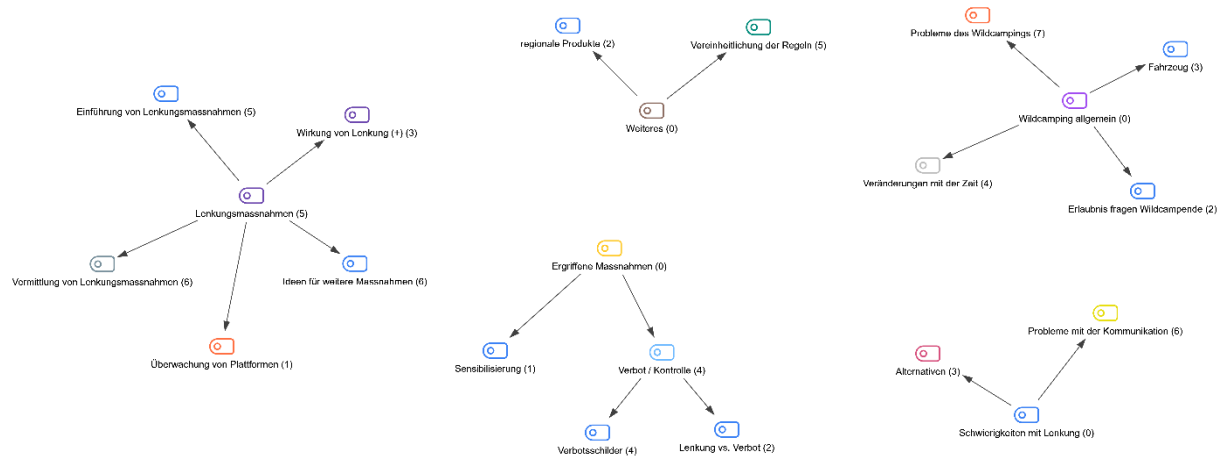 Einführung von Lenkungsmassnahmen (5)
Wirkung von Lenkung (+) (3)
Lenkungsmassnahmen (5)
Vermittlung von Lenkungsmassnahmen (6)
Ideen für weitere Massnahmen (6)
Überwachung von Plattformen (1)
regionale Produkte (2)
Vereinheitlichung der Regeln (5)
Weiteres (0)
Ergriffene Massnahmen (0)
Sensibilisierung (1)
Verbot / Kontrolle (4)
Verbotsschilder (4)
Lenkung vs. Verbot (2)
Probleme des Wildcampings (7)
Fahrzeug (3)
Wildcamping allgemein (0)
Veränderungen mit der Zeit (4)
Erlaubnis fragen Wildcampende (2)
Probleme mit der Kommunikation (6)
Alternativen (3)
Schwierigkeiten mit Lenkung (0)